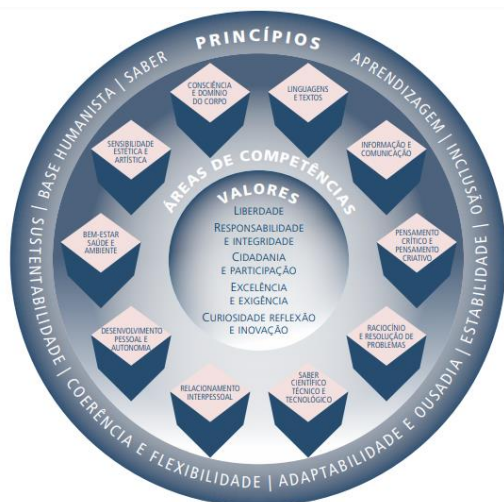 PRINCÍPIOS
BASE HUMANISTA | SABER
APRENDIZAGEM | INCLUSÃO |
ESTABILIDADE |
ADAPTABILIDADE E OUSADIA |
COERÊNCIA E FLEXIBILIDADE |
SUSTENTABILIDADE |
ÁREAS DE COMPETÊNCIAS
CONSCIÊNCIA
E DOMÍNIO
DO CORPO
LINGUAGENS
E TEXTOS
SENSIBILIDADE
ESTÉTICA E
ARTÍSTICA
INFORMAÇÃO E
COMUNICAÇÃO
BEM-ESTAR
SAÚDE E
AMBIENTE
PENSAMENTO
CRÍTICO E
PENSAMENTO
CRIATIVO
DESENVOLVIMENTO
PESSOAL E
AUTONOMIA
RACIOCÍNIO
E RESOLUÇÃO DE
PROBLEMAS
RELACIONAMENTO
INTERPESSOAL
SABER
CIENTÍFICO
TÉCNICO E
TECNOLÓGICO
VALORES
LIBERDADE
RESPONSABILIDADE
E INTEGRIDADE
CIDADANIA
E PARTICIPAÇÃO
EXCELÊNCIA
E EXIGÊNCIA
CURIOSIDADE REFLEXÃO
E INOVAÇÃO